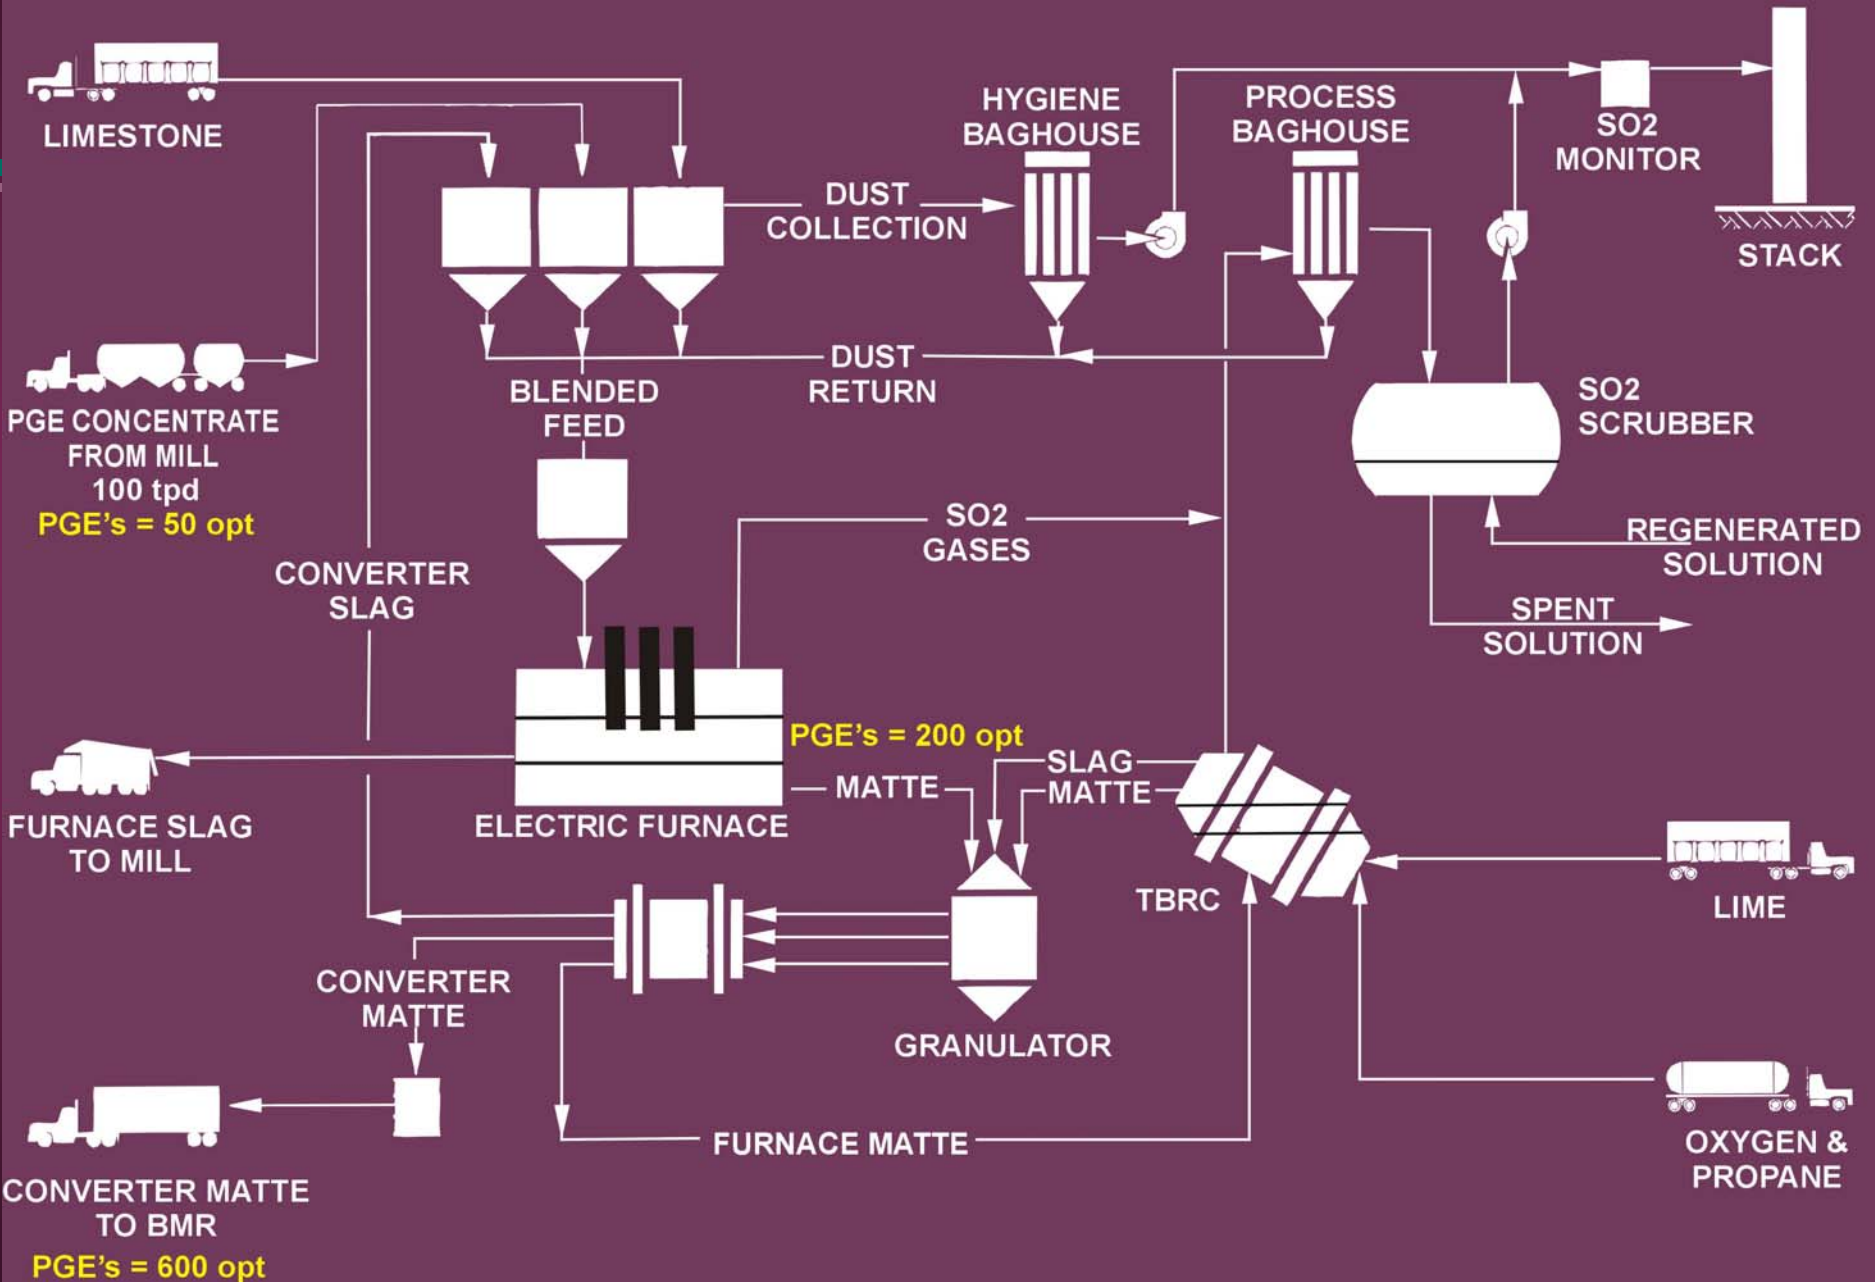 LIMESTONE
HYGIENE
BAGHOUSE
PROCESS
BAGHOUSE
SO2
MONITOR
STACK
DUST
COLLECTION
PGE CONCENTRATE
FROM MILL
100 tpd
PGE's = 50 opt
BLENDED
FEED
DUST
RETURN
SO2
SCRUBBER
SO2
GASES
REGENERATED
SOLUTION
SPENT
SOLUTION
CONVERTER
SLAG
PGE's = 200 opt
SLAG
MATTE
MATTE
ELECTRIC FURNACE
FURNACE SLAG
TO MILL
TBRC
LIME
CONVERTER
MATTE
GRANULATOR
FURNACE MATTE
OXYGEN &
PROPANE
CONVERTER MATTE
TO BMR
PGE's = 600 opt